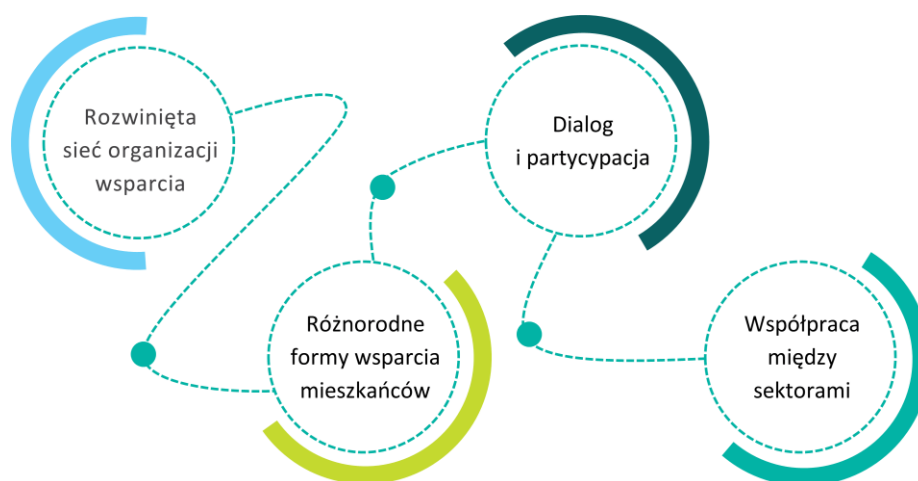 Rozwinięta
sieć organizacji
wsparcia
Różnorodne
formy wsparcia
mieszkańców
Dialog
i partycypacja
Współpraca
między
sektorami